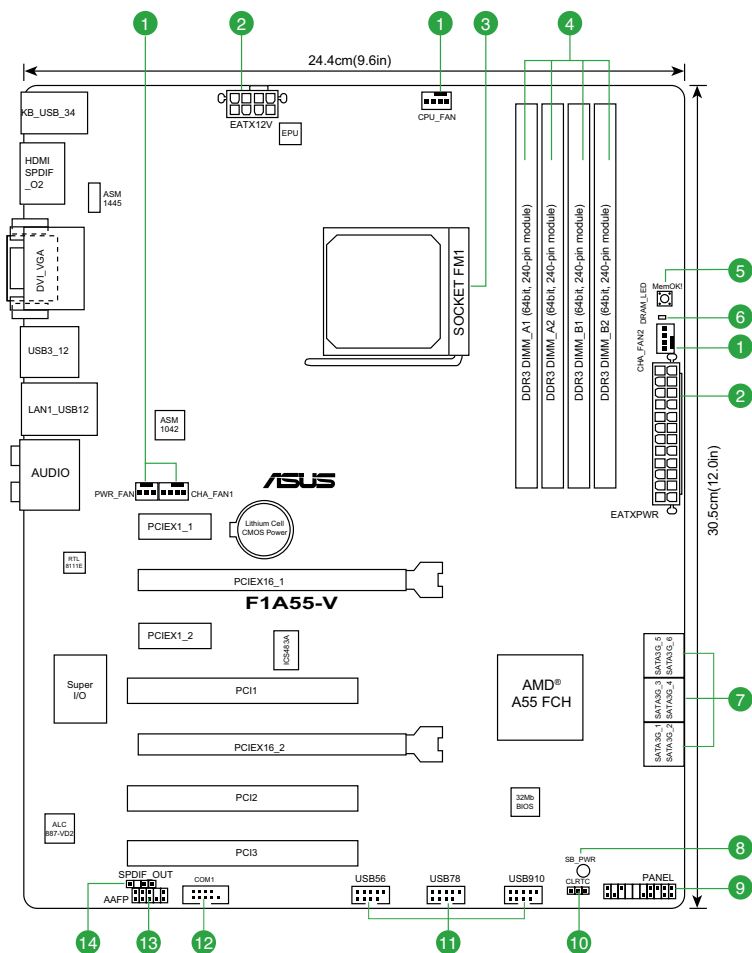 1
2
1
3
4
24.4cm(9.6in)
KB_USB_34
EATX12V
EPU
CPU_FAN
HDMI
SPDIF
_O2
ASM
1445
DVI_VGA
SOCKET FM1
DDR3 DIMM_A1 (64bit, 240-pin module)
DDR3 DIMM_A2 (64bit, 240-pin module)
DDR3 DIMM_B1 (64bit, 240-pin module)
DDR3 DIMM_B2 (64bit, 240-pin module)
MemOK!
5
DRAM_LED
6
CHA_FAN2
1
USB3_12
2
LAN1_USB12
ASM
1042
AUDIO
PWR_FAN
CHA_FAN1
ASUS
EATXPWR
30.5cm(12.0in)
PCIEX1_1
Lithium Cell
CMOS Power
RTL
8111E
PCIEX16_1
F1A55-V
PCIEX1_2
ICS483A
Super
I/O
AMD®
A55 FCH
SATA3G_5
SATA3G_6
SATA3G_3
SATA3G_4
SATA3G_1
SATA3G_2
7
PCI1
PCIEX16_2
PCI2
32Mb
BIOS
ALC
887-VD2
PCI3
SB_PWR
8
SPDIF_OUT
AAFP
COM1
USB56
USB78
USB910
CLRTC
PANEL
9
14
13
12
11
10